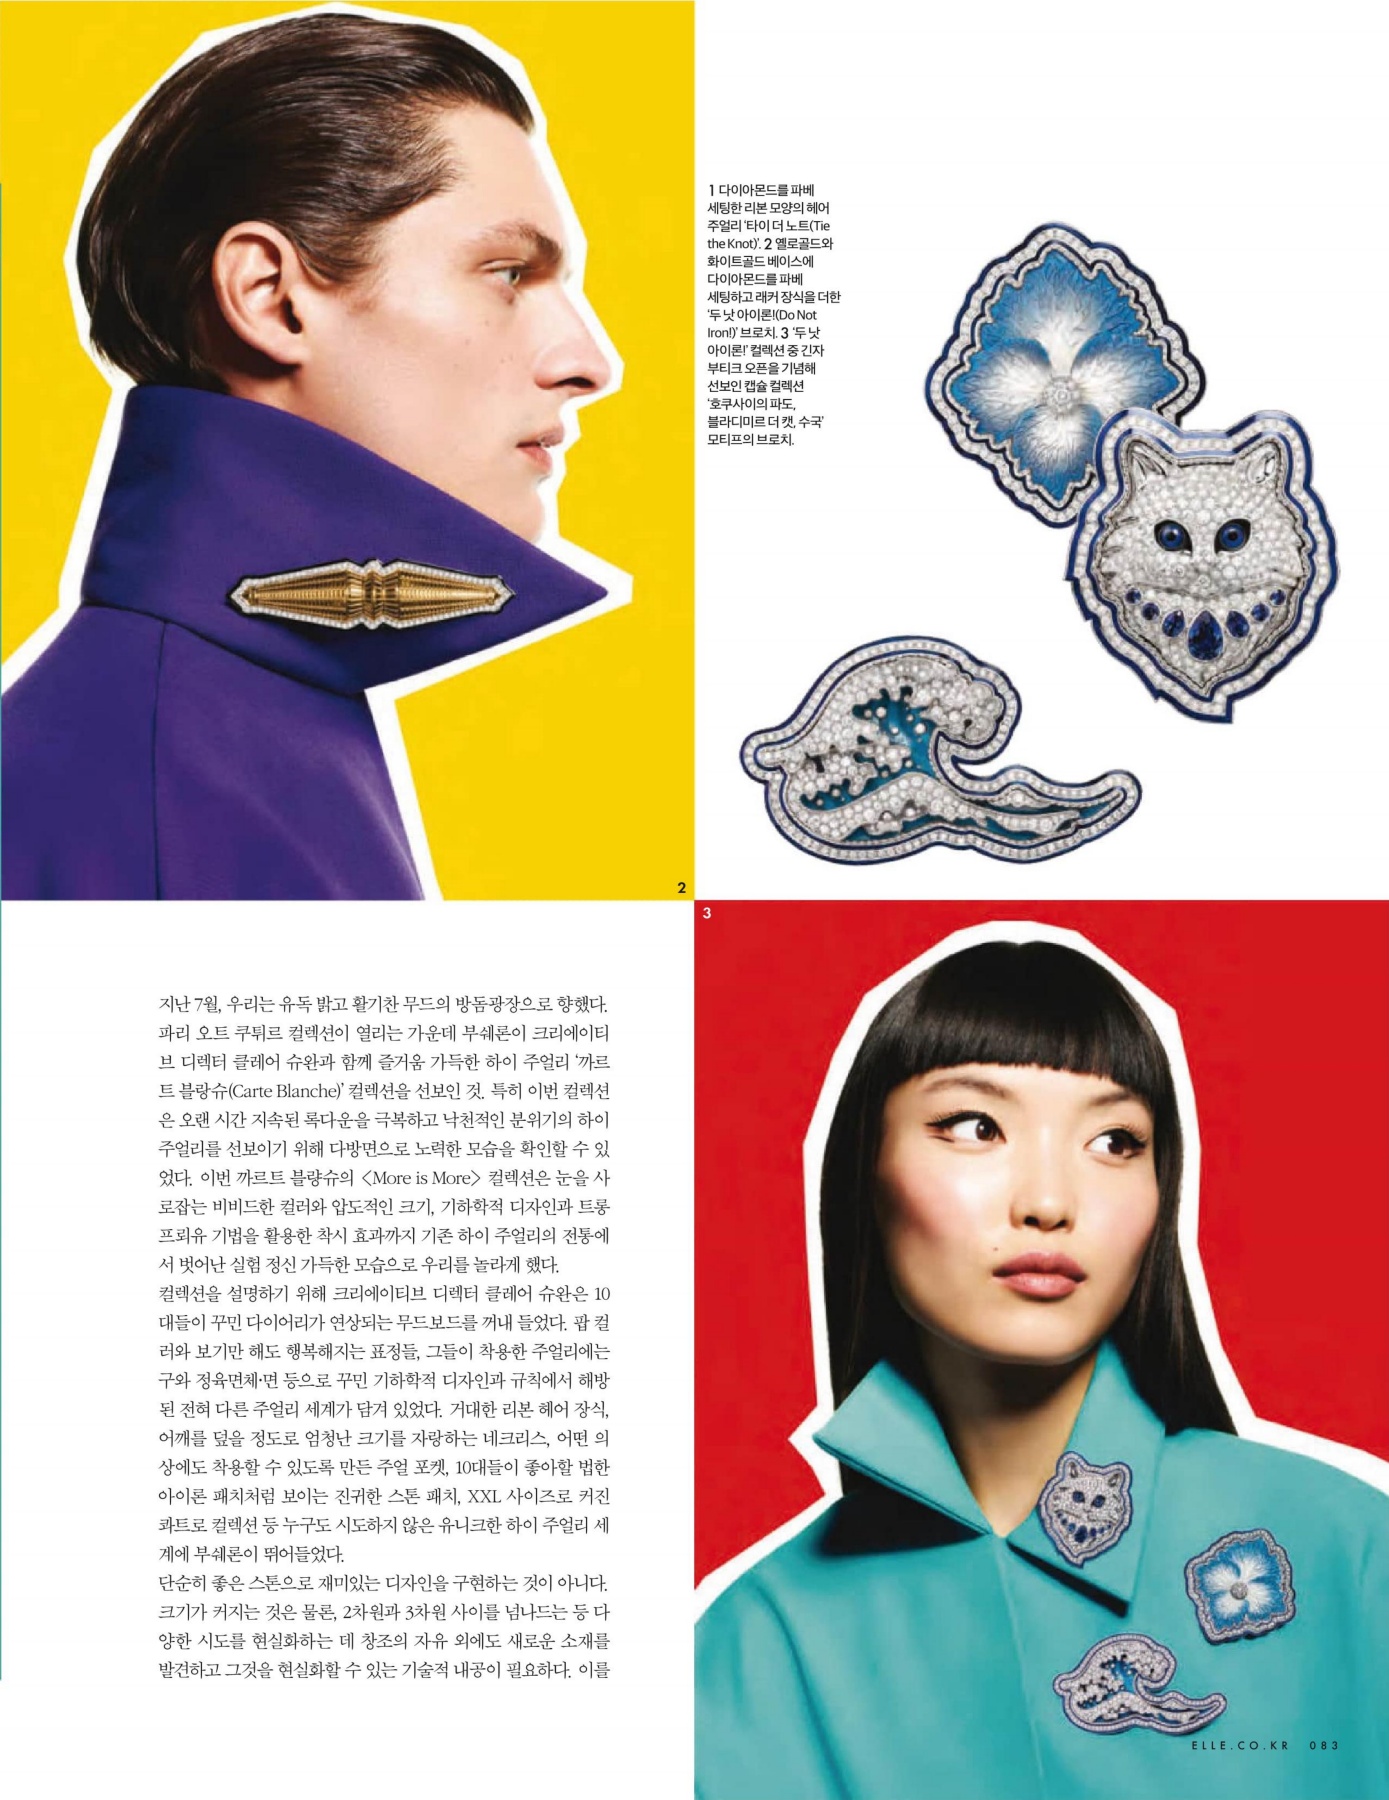 1 다이아몬드를 파베
세팅한 리본 모양의 헤어
주얼리 ‘타이 더 노트(Tie
the Knot)’. 2 옐로골드와
화이트골드 베이스에
다이아몬드를 파베
세팅하고 래커 장식을 더한
‘두 낫 아이론!(Do Not
Iron!)’ 브로치. 3 ‘두 낫
아이론!’ 컬렉션 중 긴자
부티크 오픈을 기념해
선보인 캡슐 컬렉션
‘호쿠사이의 파도,
블라디미르 더 캣, 수국’
모티프의 브로치.
2
3
지난 7월, 우리는 유독 밝고 활기찬 무드의 방돔광장으로 향했다.
파리 오트 쿠튀르 컬렉션이 열리는 가운데 부쉐론이 크리에이티
브 디렉터 클레어 슈완과 함께 즐거움 가득한 하이 주얼리 ‘까르
트 블랑슈(Carte Blanche)’ 컬렉션을 선보인 것. 특히 이번 컬렉션
은 오랜 시간 지속된 록다운을 극복하고 낙천적인 분위기의 하이
주얼리를 선보이기 위해 다방면으로 노력한 모습을 확인할 수 있
었다. 이번 까르트 블랑슈의 <More is More> 컬렉션은 눈을 사
로잡는 비비드한 컬러와 압도적인 크기, 기하학적 디자인과 트롱
프뢰유 기법을 활용한 착시 효과까지 기존 하이 주얼리의 전통에
서 벗어난 실험 정신 가득한 모습으로 우리를 놀라게 했다.
컬렉션을 설명하기 위해 크리에이티브 디렉터 클레어 슈완은 10
대들이 꾸민 다이어리가 연상되는 무드보드를 꺼내 들었다. 팝 컬
러와 보기만 해도 행복해지는 표정들, 그들이 착용한 주얼리에는
구와 정육면체·면 등으로 꾸민 기하학적 디자인과 규칙에서 해방
된 전혀 다른 주얼리 세계가 담겨 있었다. 거대한 리본 헤어 장식,
어깨를 덮을 정도로 엄청난 크기를 자랑하는 네크리스, 어떤 의
상에도 착용할 수 있도록 만든 주얼 포켓, 10대들이 좋아할 법한
아이론 패치처럼 보이는 진귀한 스톤 패치, XXL 사이즈로 커진
콰트로 컬렉션 등 누구도 시도하지 않은 유니크한 하이 주얼리 세
계에 부쉐론이 뛰어들었다.
단순히 좋은 스톤으로 재미있는 디자인을 구현하는 것이 아니다.
크기가 커지는 것은 물론, 2차원과 3차원 사이를 넘나드는 등 다
양한 시도를 현실화하는 데 창조의 자유 외에도 새로운 소재를
발견하고 그것을 현실화할 수 있는 기술적 내공이 필요하다. 이를
ELLE.CO.KR 083